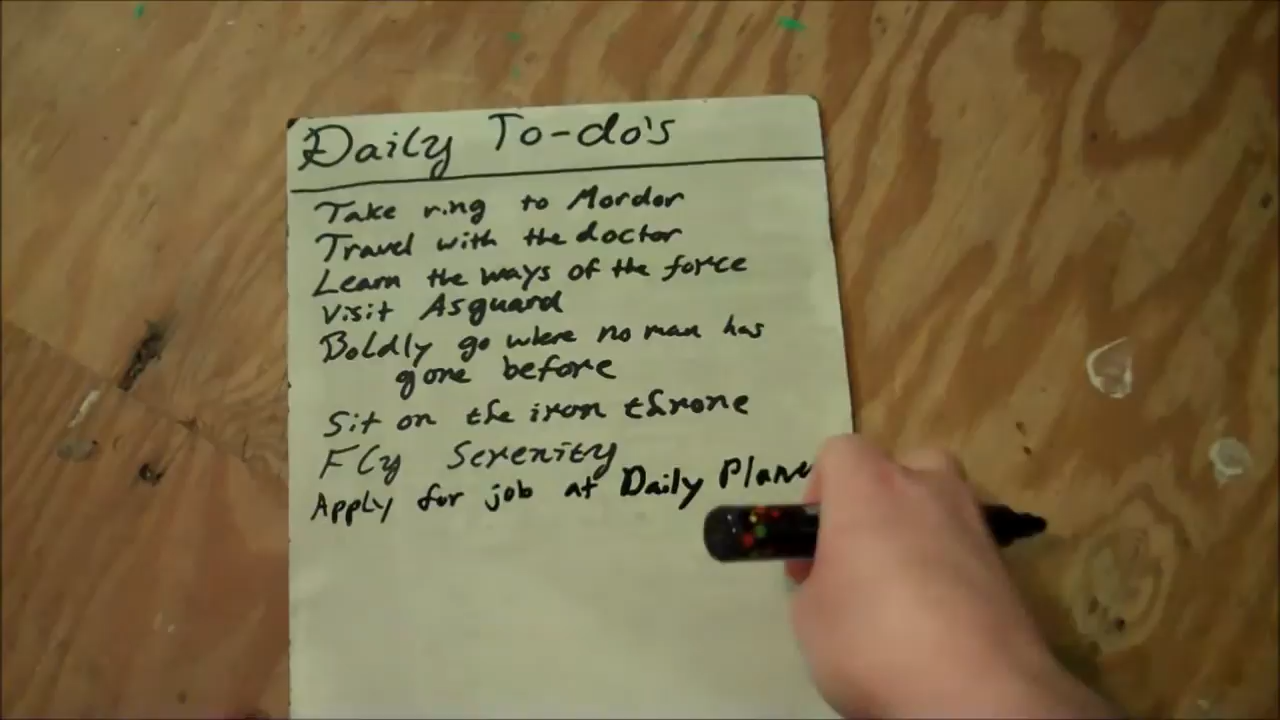 Daily To-do's
Take ring to Mordor
Travel with the doctor
Learn the ways of the force
Visit Asguard
Boldly go where no man has
gone before
Sit on the iron throne
Fly Serenity
Apply for job at Daily Plane